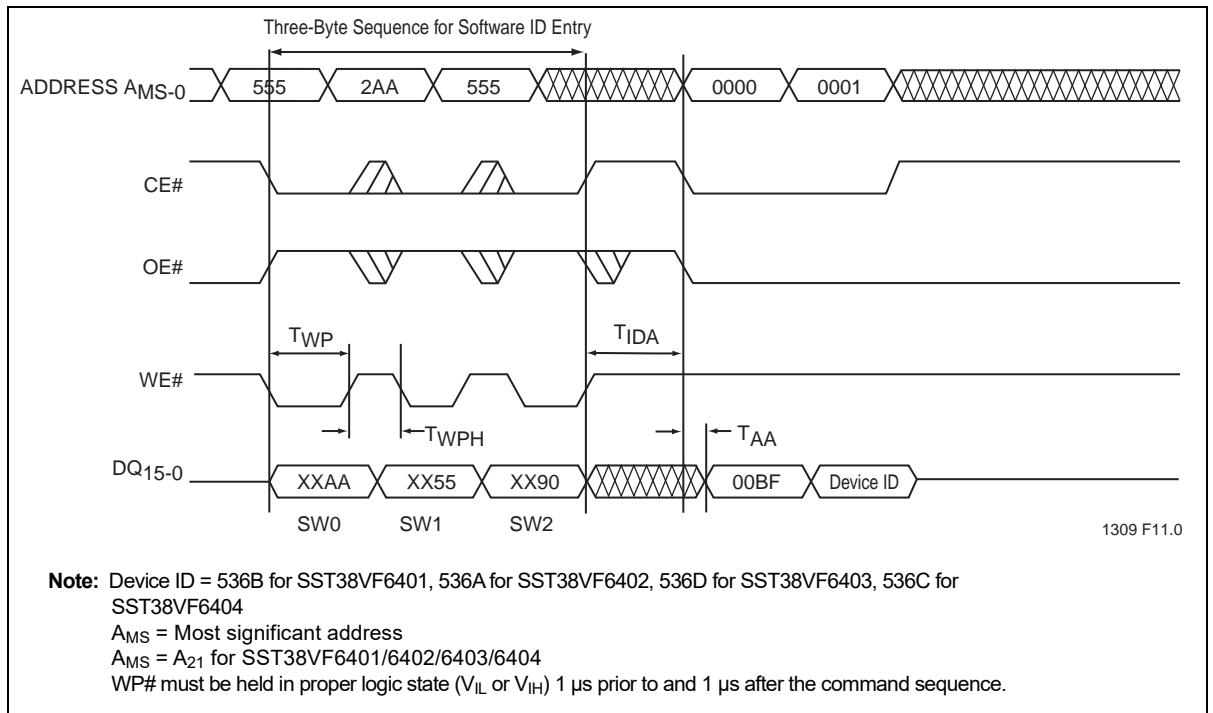 Three-Byte Sequence for Software ID Entry
ADDRESS AMS-0 555 2AA 555 0000 0001
CE#
OE#
TWP TIDA
WE#
TWPH TAA
DQ15-0 XXAA XX55 XX90 00BF Device ID
SW0 SW1 SW2
1309 F11.0
Note: Device ID = 536B for SST38VF6401, 536A for SST38VF6402, 536D for SST38VF6403, 536C for
SST38VF6404
AMS = Most significant address
AMS = A21 for SST38VF6401/6402/6403/6404
WP# must be held in proper logic state (VIL or VIH) 1 µs prior to and 1 µs after the command sequence.